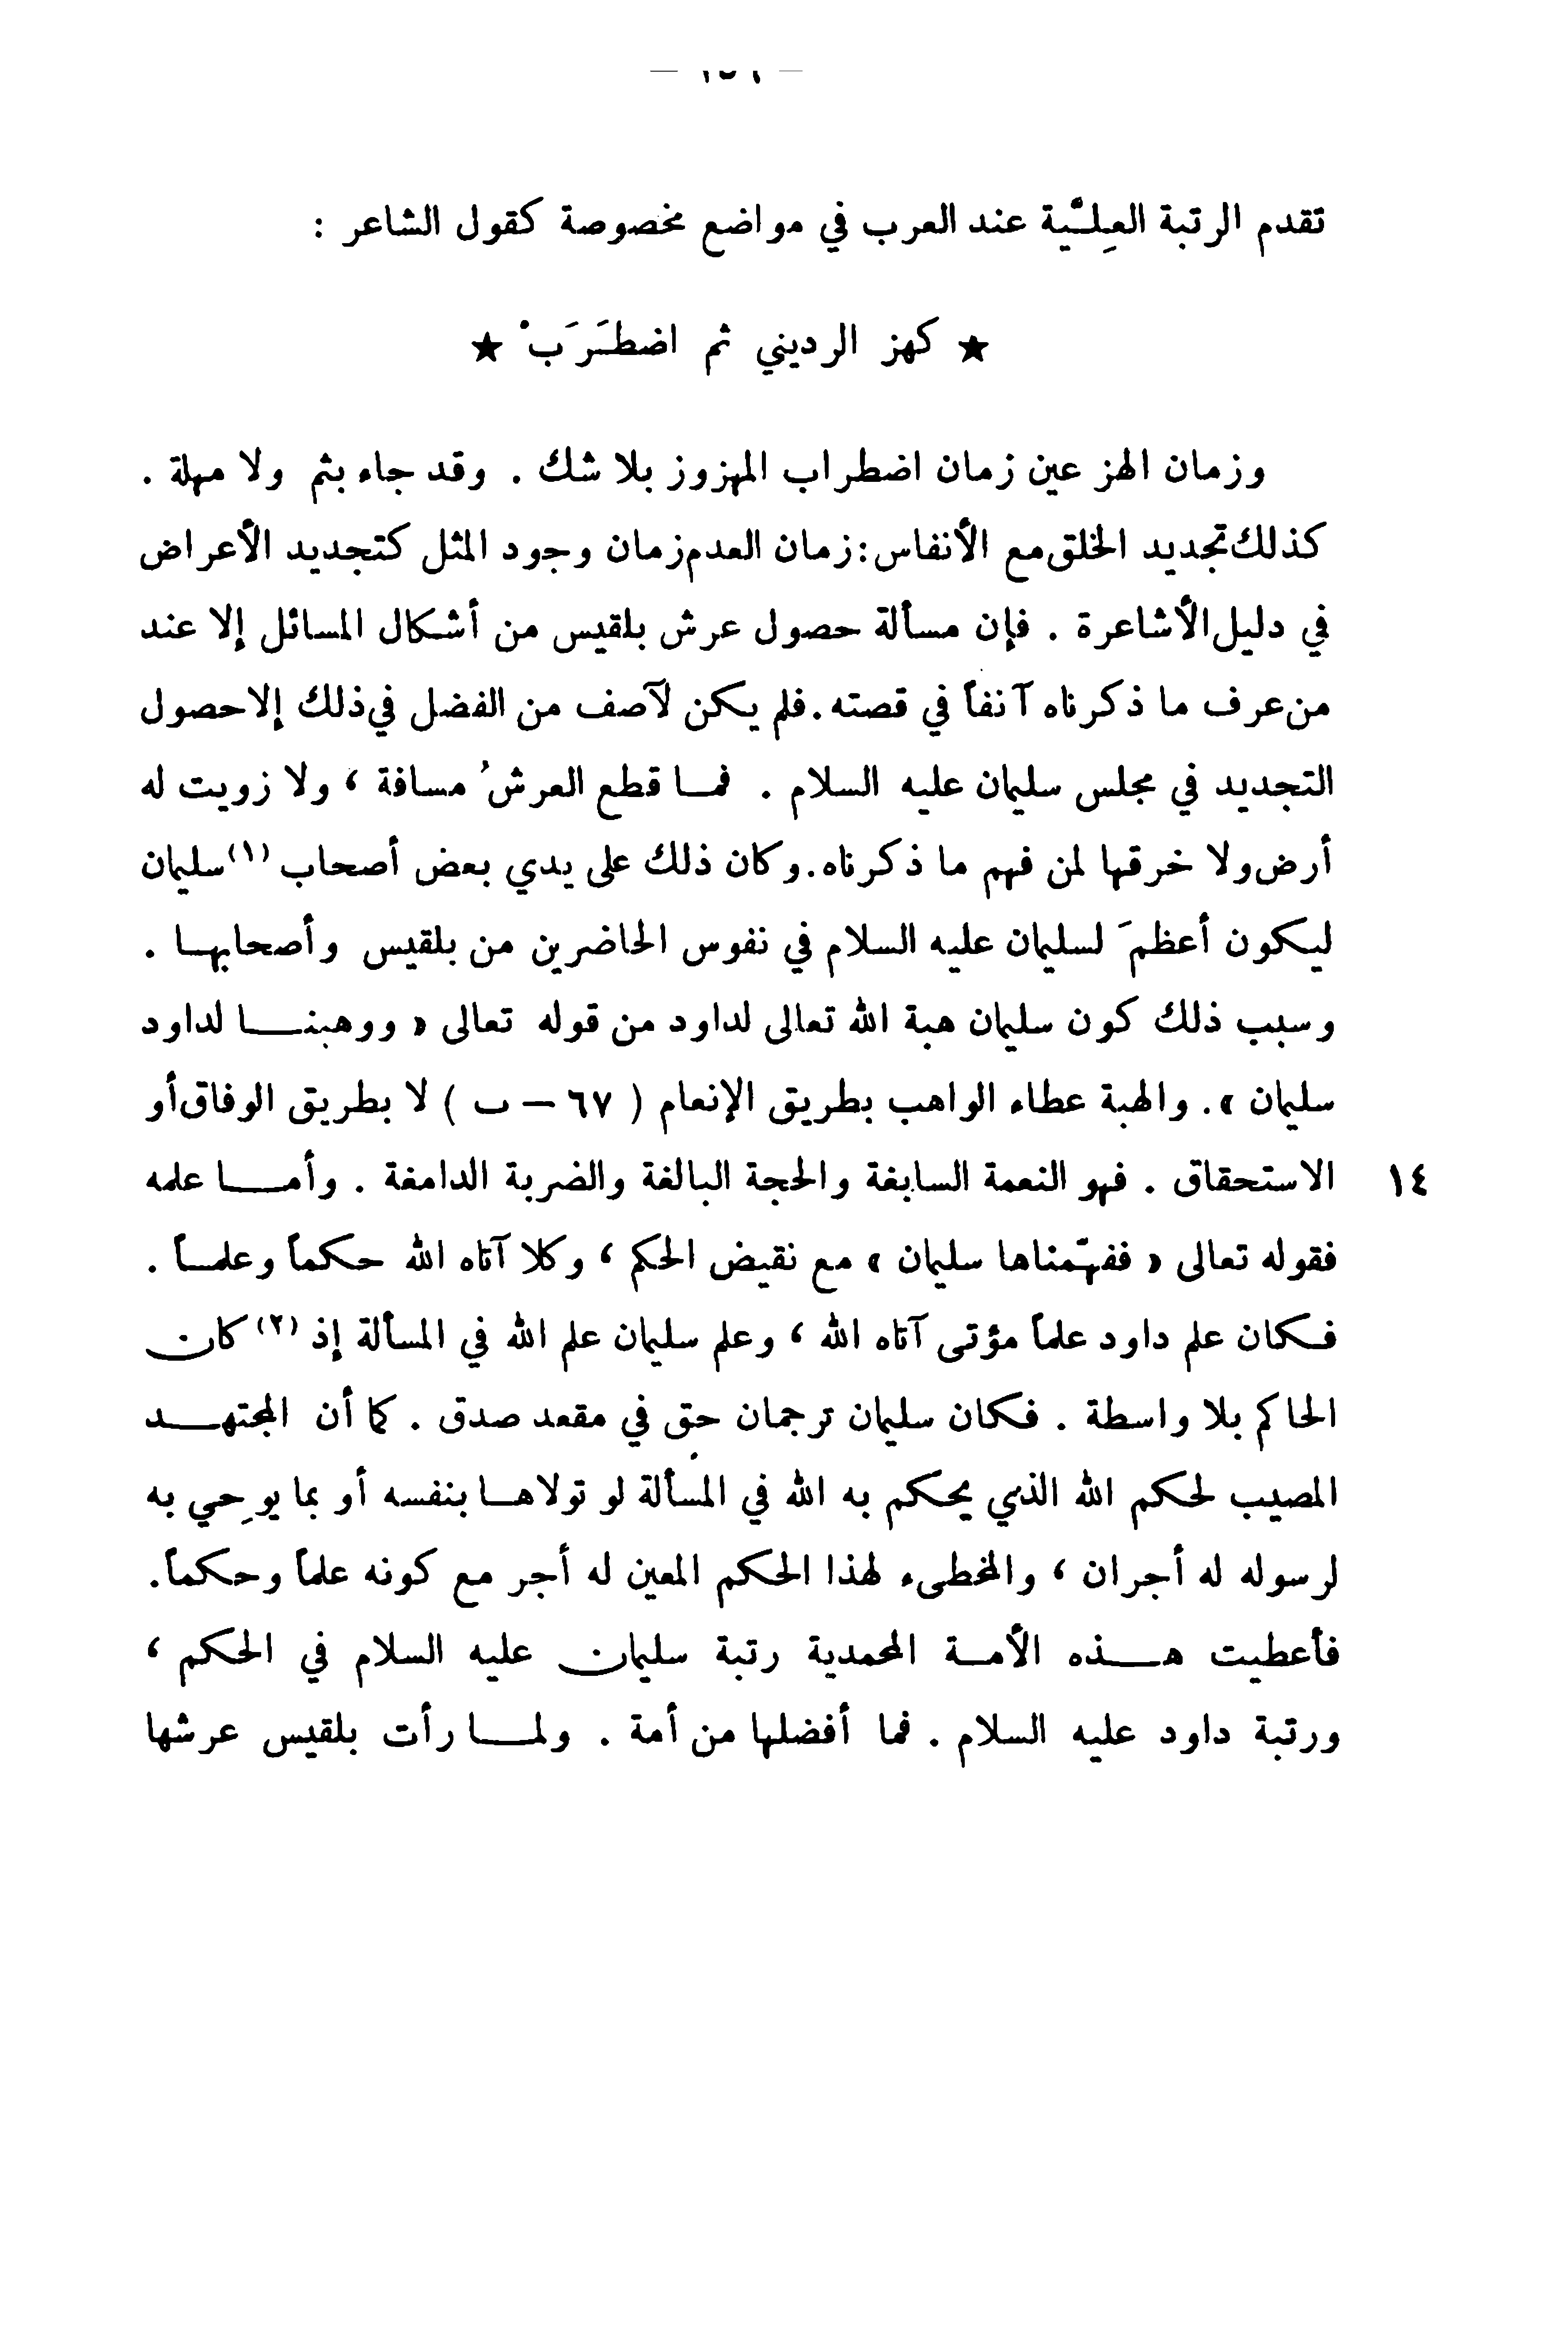 تقدم الرتبة العِلـّية عند العرب في مواضع مخصوصة كقول الشاعر :
★ كهز الرديني ثم اضطَرَبْ ★
وزمان الهز عين زمان اضطراب المهزوز بلا شك . وقد جاء بثم ولا مهلة .
كذلك تجديد الخلق مع الأنفاس : زمان العدم زمان وجود المثل كتجديد الأعراض
في دليل الأشاعرة . فإن مسألة حصول عرش بلقيس من أشكال المسائل إلا عند
من عرف ما ذكرناه آنفاً في قصته . فلم يكن لآصف من الفضل في ذلك إلا حصول
التجديد في مجلس سليمان عليه السلام . فما قطع العرشُ مسافة ، ولا زويت له
أرض ولا خرقها لمن فهم ما ذكرناه . وكان ذلك على يدي بعض أصحاب (١) سليمان
ليكون أعظمَ لسليمان عليه السلام في نفوس الحاضرين من بلقيس وأصحابها .
وسبب ذلك كون سليمان هبة الله تعالى لداود من قوله تعالى « ووهبنا لداود
سليمان » . والهبة عطاء الواهب بطريق الإنعام ( ٦٧ – ب ) لا بطريق الوفاق أو
١٤ الاستحقاق . فهو النعمة السابغة والحجة البالغة والضربة الدامغة . وأما علمه
فقوله تعالى « ففهّمناها سليمان » مع نقيض الحكم ، وكلا آتاه الله حكماً وعلماً .
فكان علم داود علماً مؤتى آتاه الله ، وعلم سليمان علم الله في المسألة إذ (٢) كان
الحاكم بلا واسطة . فكان سليمان ترجمان حق في مقعد صدق . كما أن المجتهد
المصيب لحكم الله الذي يحكم به الله في المسألة لو تولاها بنفسه أو بما يوحِي به
لرسوله له أجران ، والمخطىء لهذا الحكم المعين له أجر مع كونه علماً وحكماً .
فأعطيت هذه الأمة المحمدية رتبة سليمان عليه السلام في الحكم ،
ورتبة داود عليه السلام . فما أفضلها من أمة . ولما رأت بلقيس عرشها